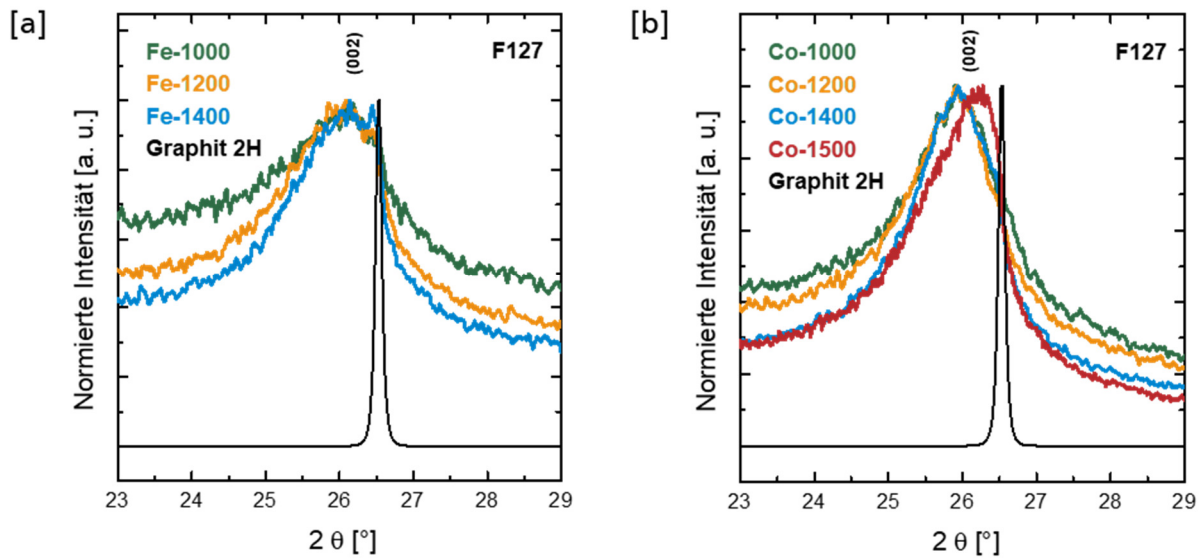 [a]
Fe-1000
Fe-1200
Fe-1400
Graphit 2H
(002)
F127
Normierte Intensität [a. u.]
23 24 25 26 27 28 29
2 θ [°]
[b]
Co-1000
Co-1200
Co-1400
Co-1500
Graphit 2H
(002)
F127
Normierte Intensität [a. u.]
23 24 25 26 27 28 29
2 θ [°]